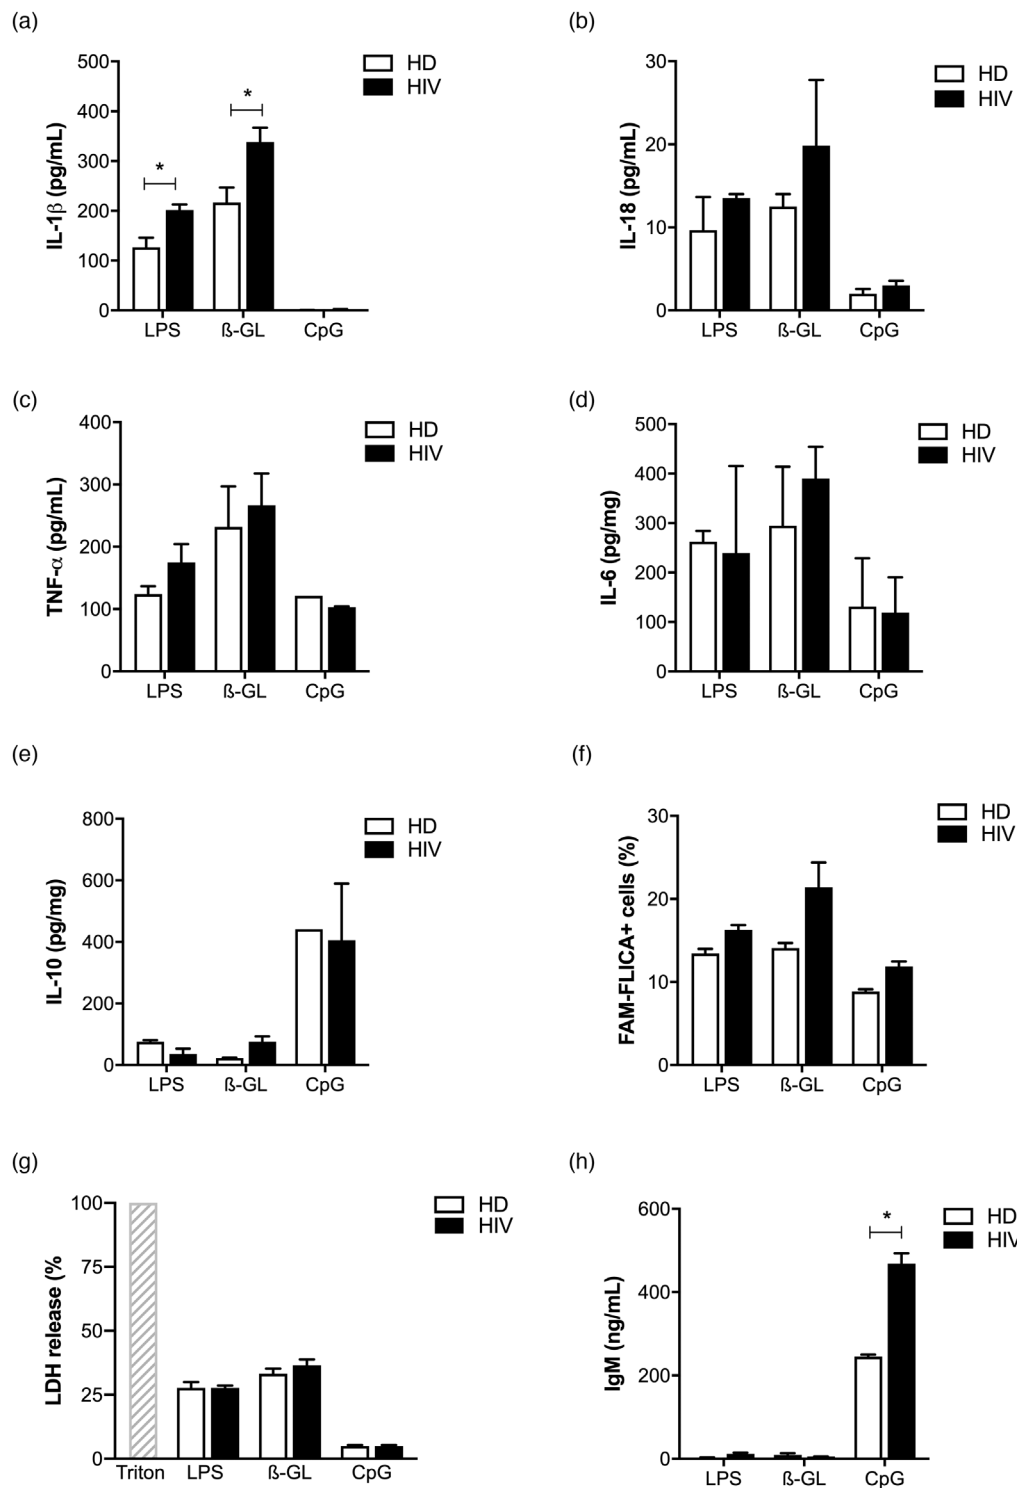 (a)
500
400
300
200
100
0
IL-1β (pg/mL)
*
*
HD
HIV
LPS
ß-GL
CpG
(b)
30
20
10
0
IL-18 (pg/mL)
HD
HIV
LPS
ß-GL
CpG
(c)
400
300
200
100
0
TNF-α (pg/mL)
HD
HIV
LPS
ß-GL
CpG
(d)
500
400
300
200
100
0
IL-6 (pg/mg)
HD
HIV
LPS
ß-GL
CpG
(e)
800
600
400
200
0
IL-10 (pg/mg)
HD
HIV
LPS
ß-GL
CpG
(f)
30
20
10
0
FAM-FLICA+ cells (%)
HD
HIV
LPS
ß-GL
CpG
(g)
100
75
50
25
0
LDH release (%
HD
HIV
Triton
LPS
ß-GL
CpG
(h)
600
400
200
0
IgM (ng/mL)
*
HD
HIV
LPS
ß-GL
CpG